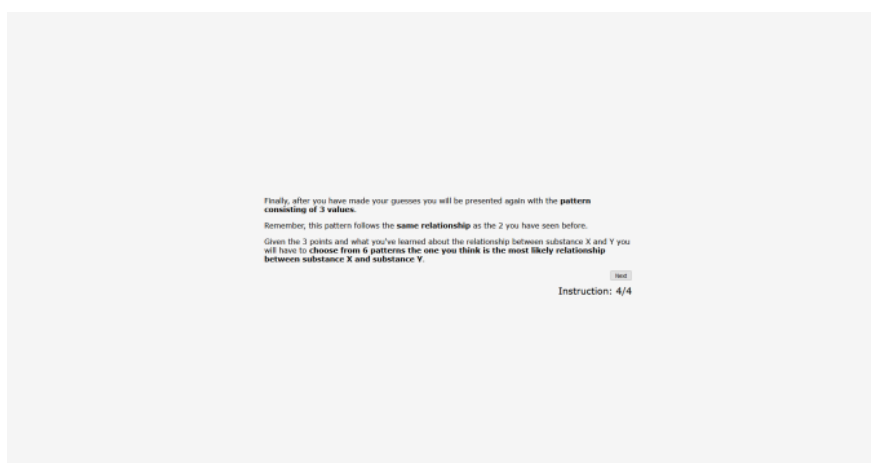 Finally, after you have made your guesses you will be presented again with the pattern
consisting of 3 values.
Remember, this pattern follows the same relationship as the 2 you have seen before.
Given the 3 points and what you've learned about the relationship between substance X and Y you
will have to choose from 6 patterns the one you think is the most likely relationship
between substance X and substance Y.
Next
Instruction: 4/4